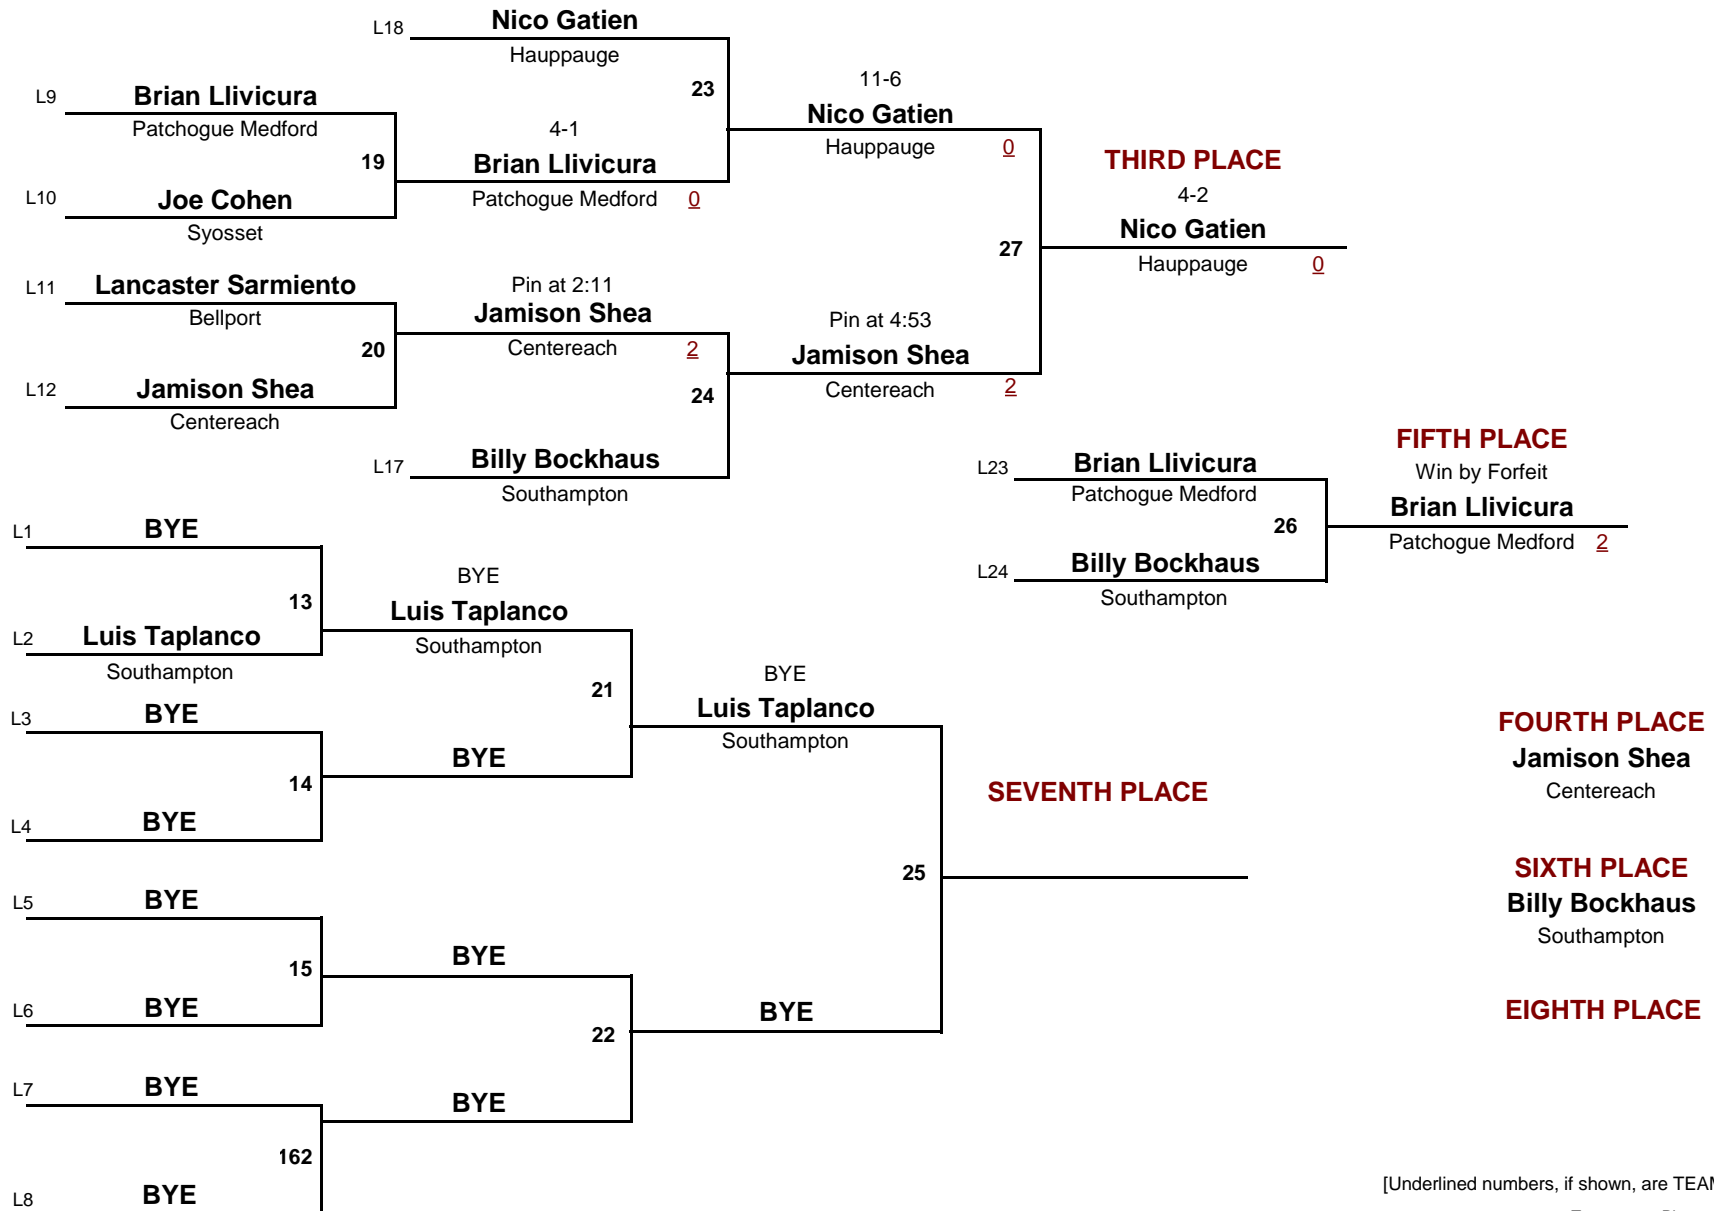 L18 Nico Gatien
Hauppauge
23
11-6
Nico Gatien
Hauppauge 0
L9 Brian Llivicura
Patchogue Medford
19
4-1
Brian Llivicura
Patchogue Medford 0
L10 Joe Cohen
Syosset
THIRD PLACE
4-2
Nico Gatien
Hauppauge 0
27
L11 Lancaster Sarmiento
Bellport
20
Pin at 2:11
Jamison Shea
Centereach 2
L12 Jamison Shea
Centereach
24
Pin at 4:53
Jamison Shea
Centereach 2
L17 Billy Bockhaus
Southampton
L23 Brian Llivicura
Patchogue Medford
26
FIFTH PLACE
Win by Forfeit
Brian Llivicura
Patchogue Medford 2
L24 Billy Bockhaus
Southampton
L1 BYE
13
BYE
Luis Taplanco
Southampton
L2 Luis Taplanco
Southampton
21
BYE
Luis Taplanco
Southampton
L3 BYE
14
BYE
L4 BYE
SEVENTH PLACE
25
L5 BYE
15
BYE
L6 BYE
22
BYE
L7 BYE
162
BYE
L8 BYE
FOURTH PLACE
Jamison Shea
Centereach
SIXTH PLACE
Billy Bockhaus
Southampton
EIGHTH PLACE
[Underlined numbers, if shown, are TEAM